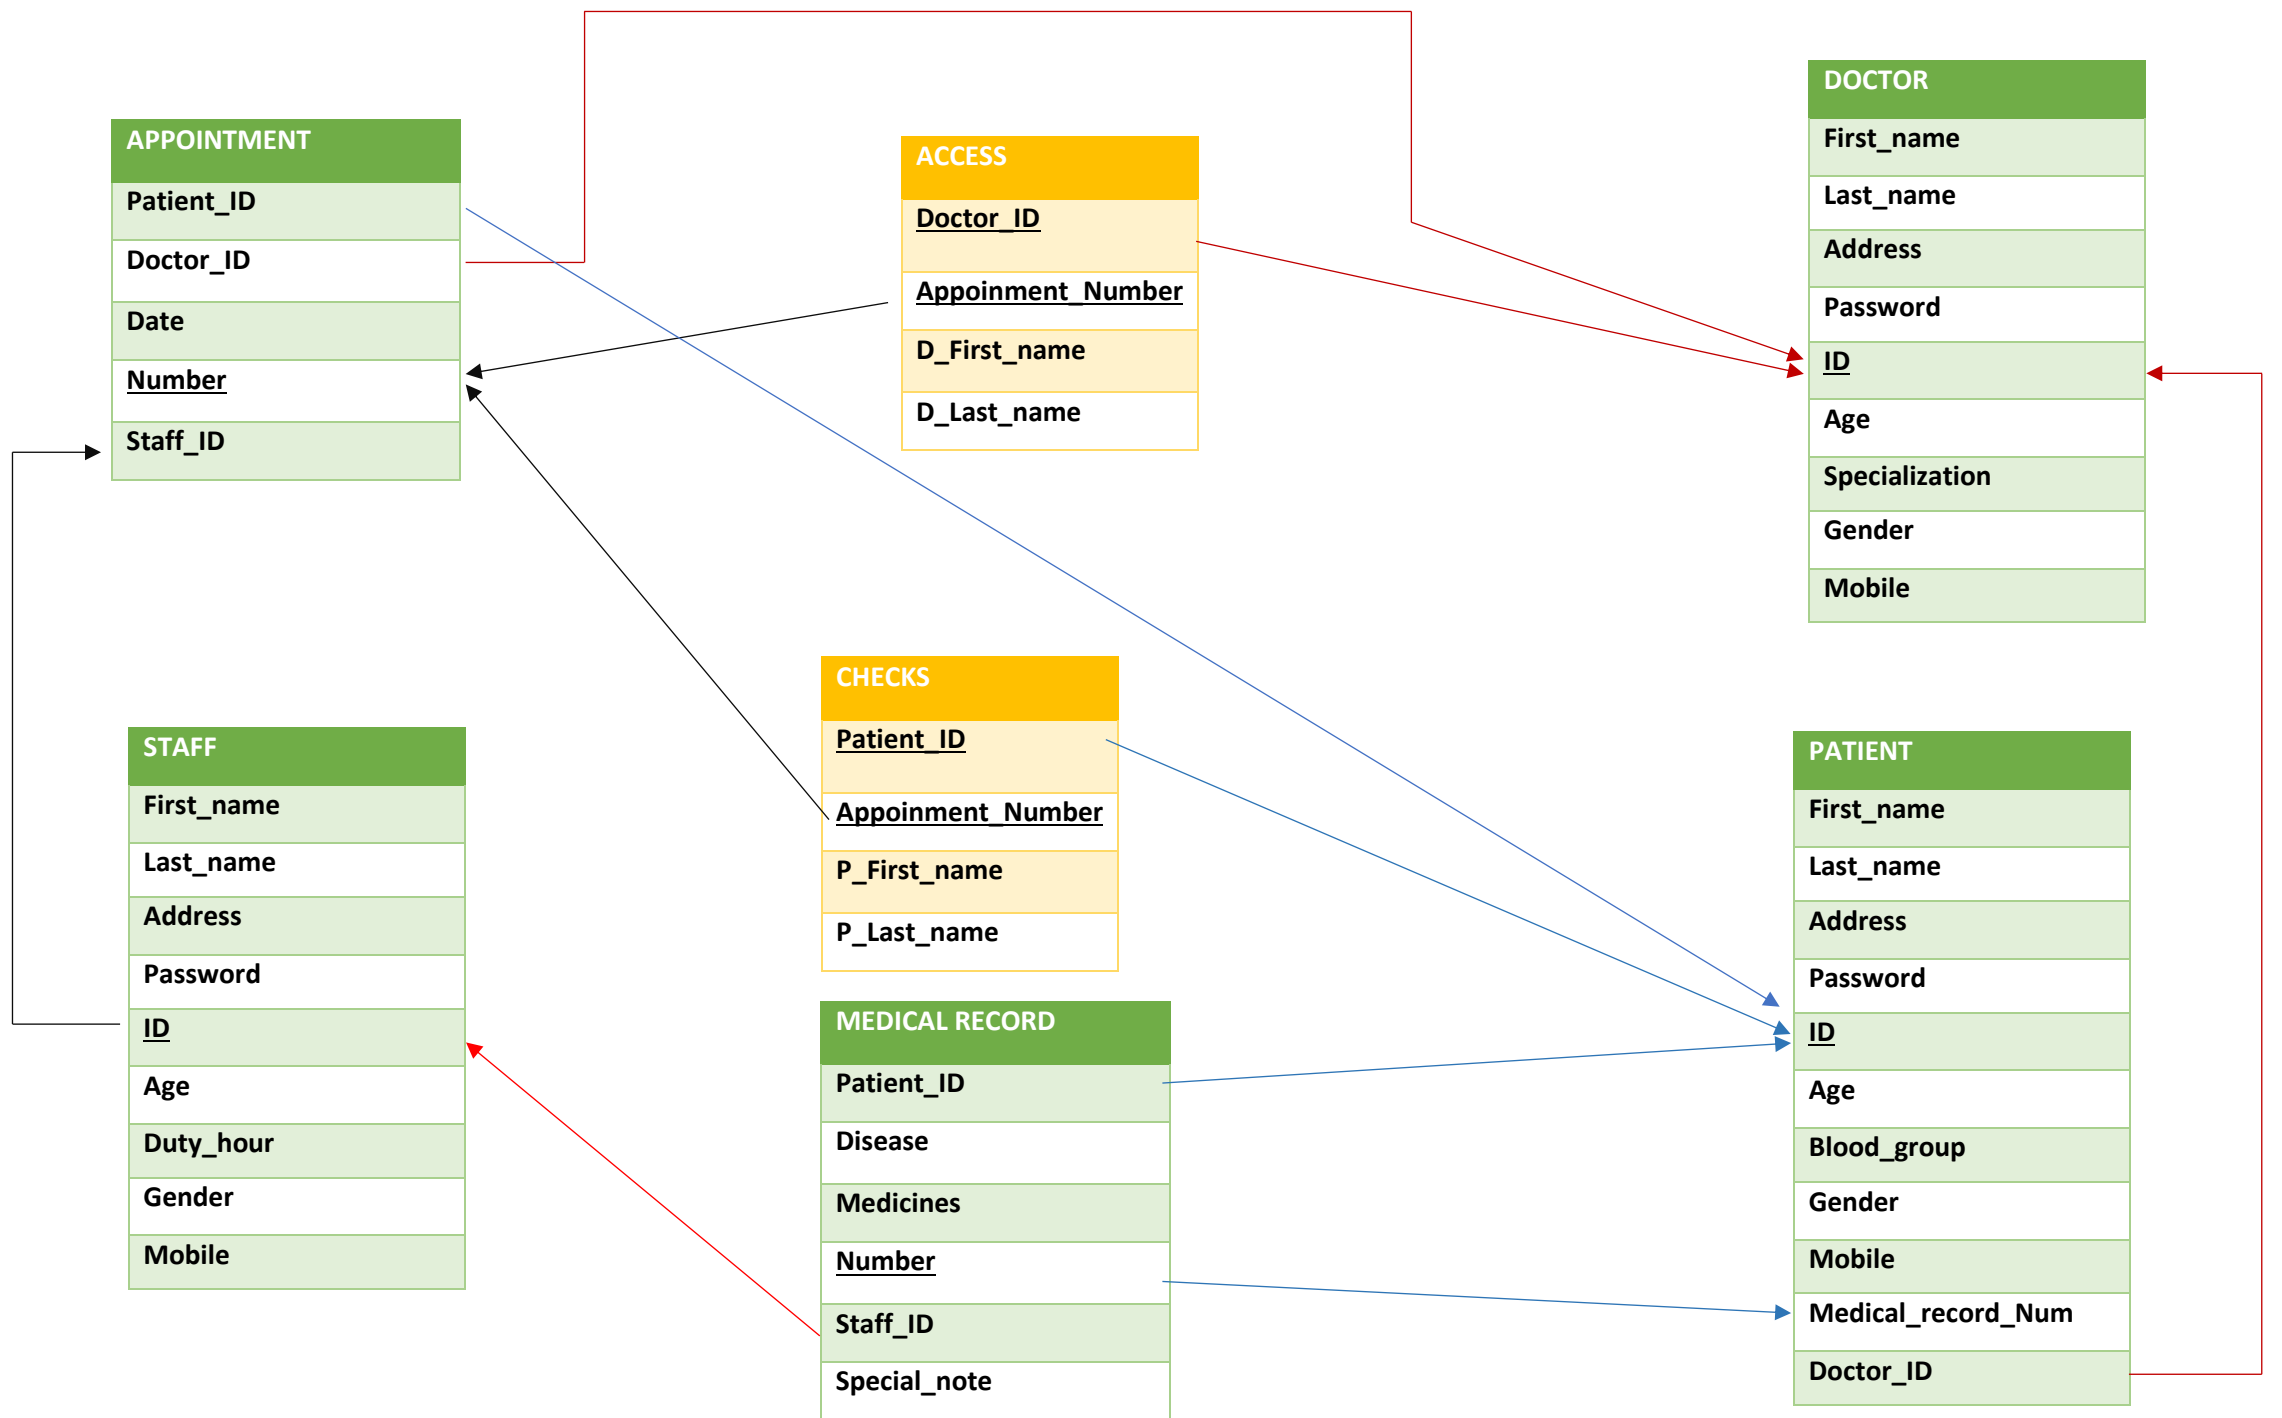 APPOINTMENT
Patient_ID
Doctor_ID
Date
Number
Staff_ID
ACCESS
Doctor_ID
Appoinment_Number
D_First_name
D_Last_name
DOCTOR
First_name
Last_name
Address
Password
ID
Age
Specialization
Gender
Mobile
STAFF
First_name
Last_name
Address
Password
ID
Age
Duty_hour
Gender
Mobile
CHECKS
Patient_ID
Appoinment_Number
P_First_name
P_Last_name
MEDICAL RECORD
Patient_ID
Disease
Medicines
Number
Staff_ID
Special_note
PATIENT
First_name
Last_name
Address
Password
ID
Age
Blood_group
Gender
Mobile
Medical_record_Num
Doctor_ID